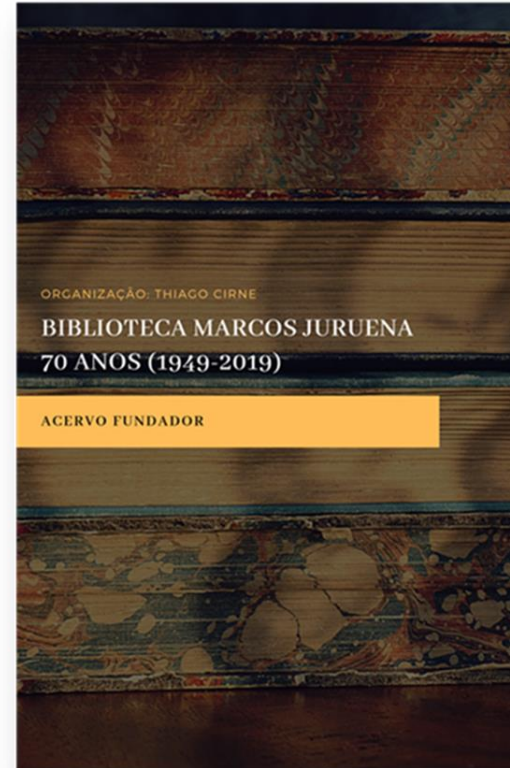 ORGANIZAÇÃO: THIAGO CIRNE
BIBLIOTECA MARCOS JURUENA
70 ANOS (1949-2019)
ACERVO FUNDADOR